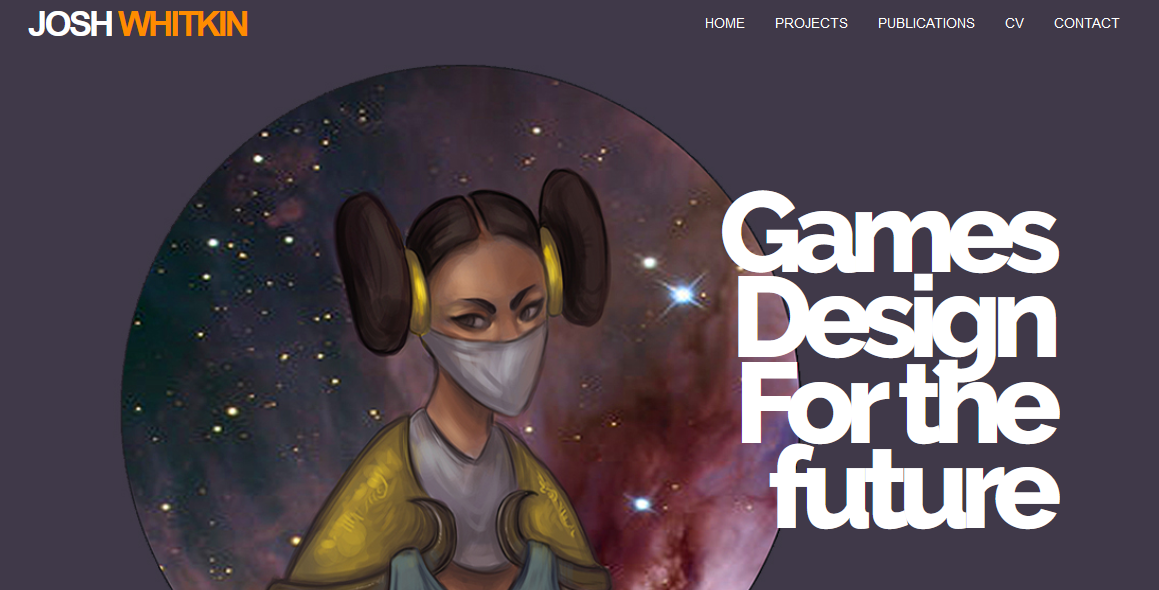 JOSH WHITKIN
HOME PROJECTS PUBLICATIONS CV CONTACT
Games
Design
For the
future